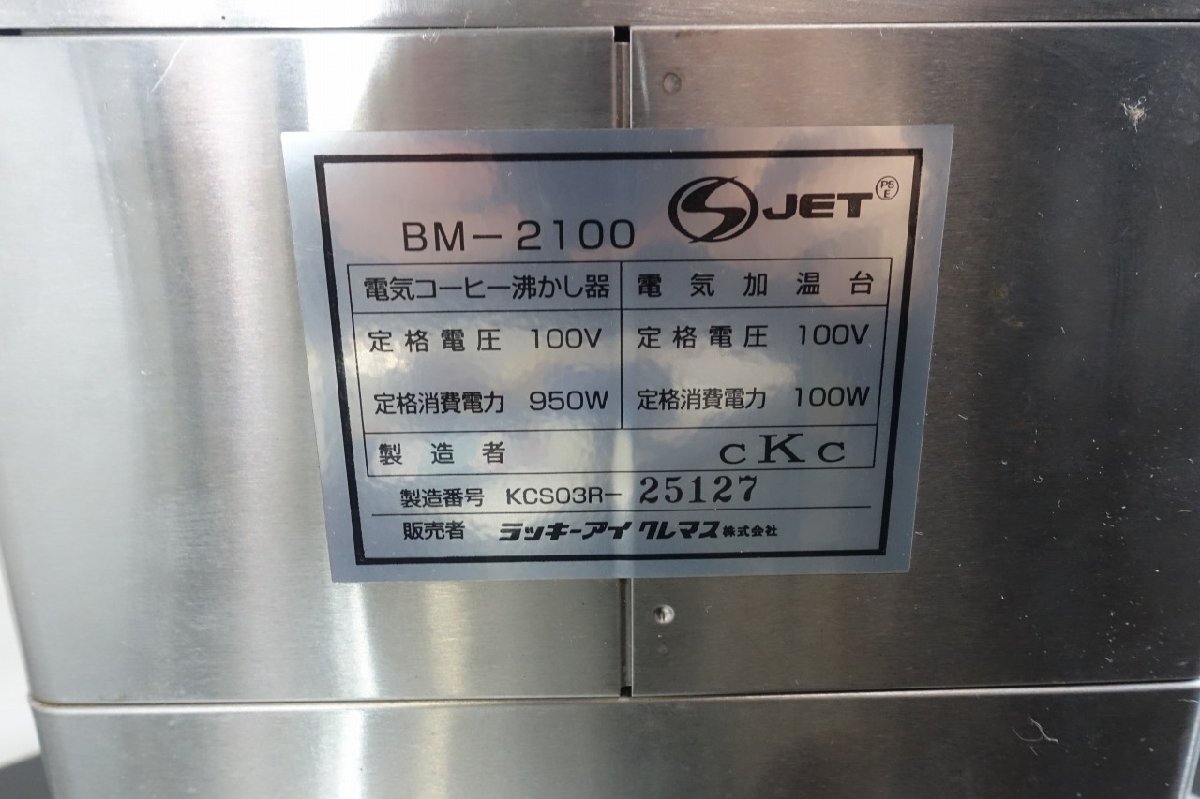 BM-2100 S JET PSE
電気コーヒー沸かし器 電気加温台
定格電圧 100V 定格電圧 100V
定格消費電力 950W 定格消費電力 100W
製造者 cKc
製造番号 KCS03R- 25127
販売者 ラッキーアイ クレマス株式会社